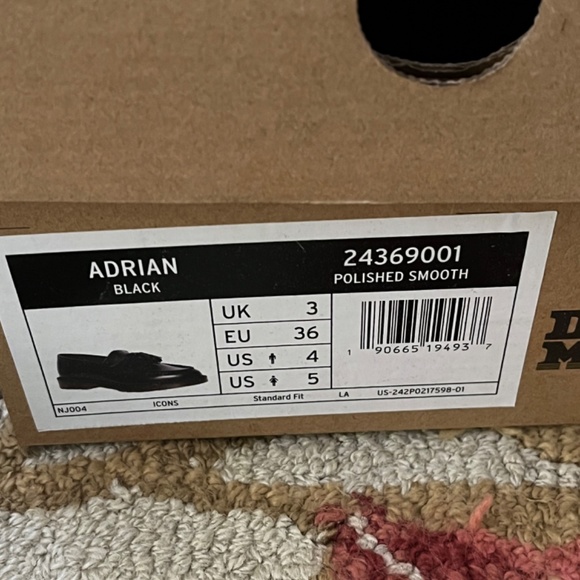 ADRIAN
BLACK
24369001
POLISHED SMOOTH
UK 3
EU 36
US 4
US 5
1 90665 19493 7
NJ004 ICONS Standard Fit LA US-242P0217598-01
D
M